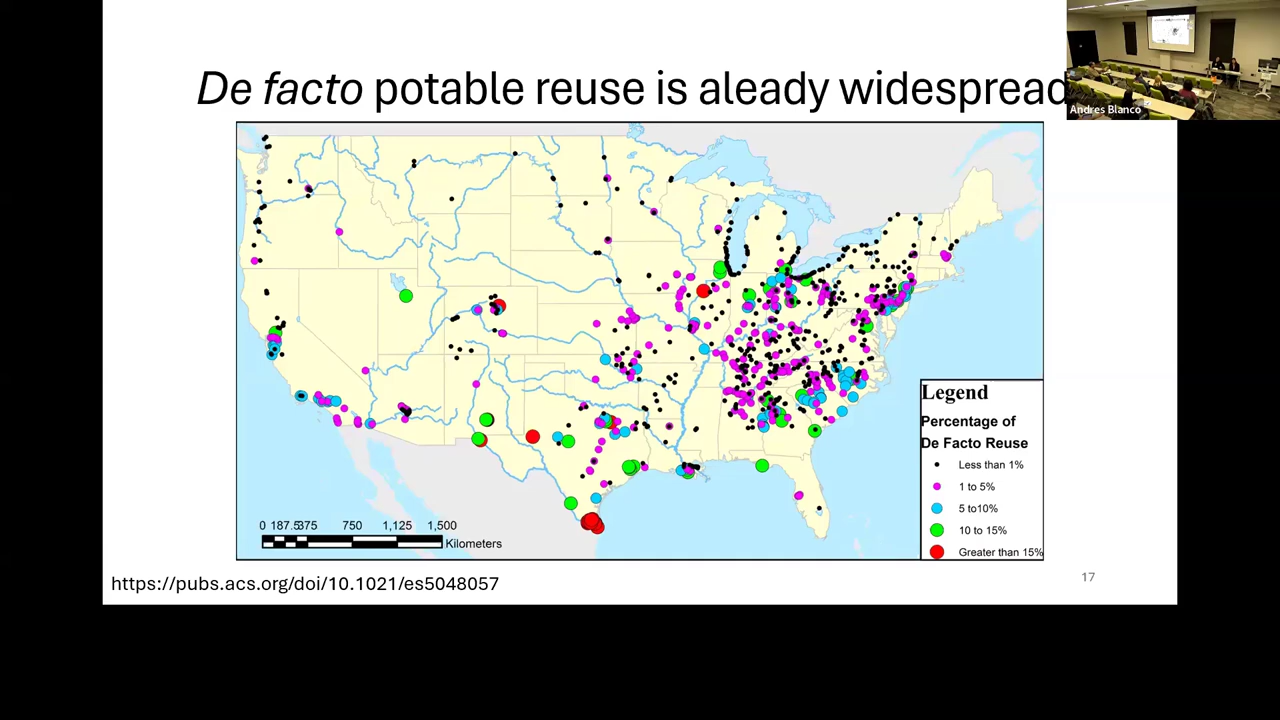 De facto potable reuse is aleady widespread
Andres Blanco
Legend
Percentage of
De Facto Reuse
Less than 1%
1 to 5%
5 to10%
10 to 15%
Greater than 15%
0 187.5375 750 1,125 1,500
Kilometers
https://pubs.acs.org/doi/10.1021/es5048057
17